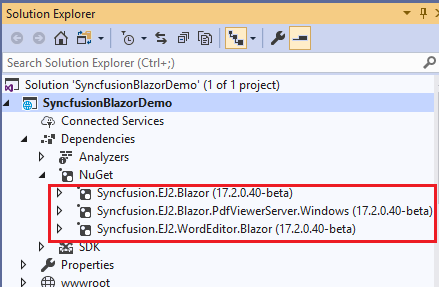 Solution Explorer
Search Solution Explorer (Ctrl+;)
Solution 'SyncfusionBlazorDemo' (1 of 1 project)
SyncfusionBlazorDemo
Connected Services
Dependencies
Analyzers
NuGet
Syncfusion.EJ2.Blazor (17.2.0.40-beta)
Syncfusion.EJ2.Blazor.PdfViewerServer.Windows (17.2.0.40-beta)
Syncfusion.EJ2.WordEditor.Blazor (17.2.0.40-beta)
SDK
Properties
wwwroot